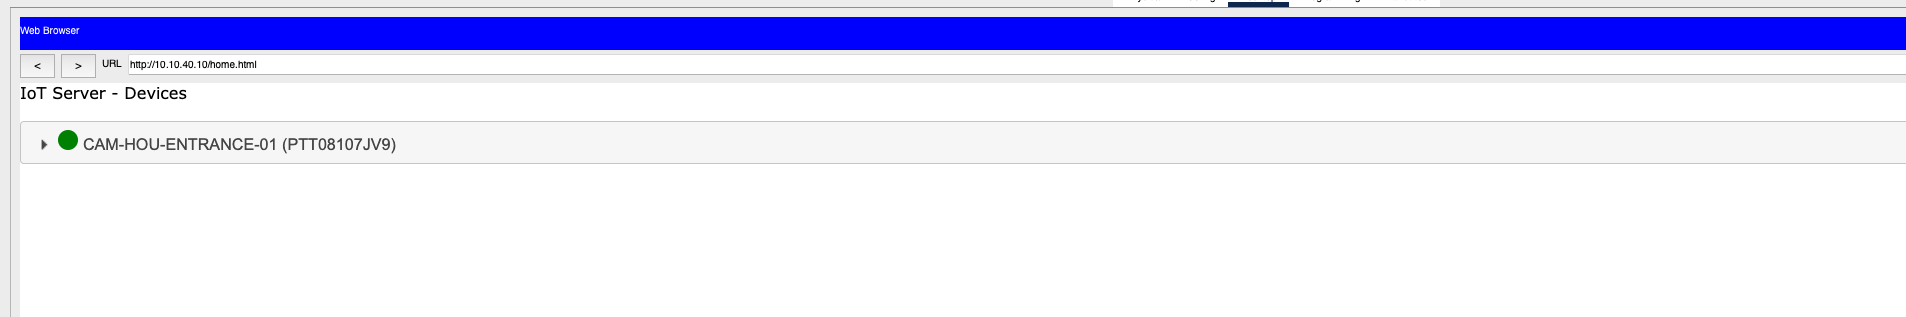 Web Browser
< > URL http://10.10.40.10/home.html
IoT Server - Devices
CAM-HOU-ENTRANCE-01 (PTT08107JV9)